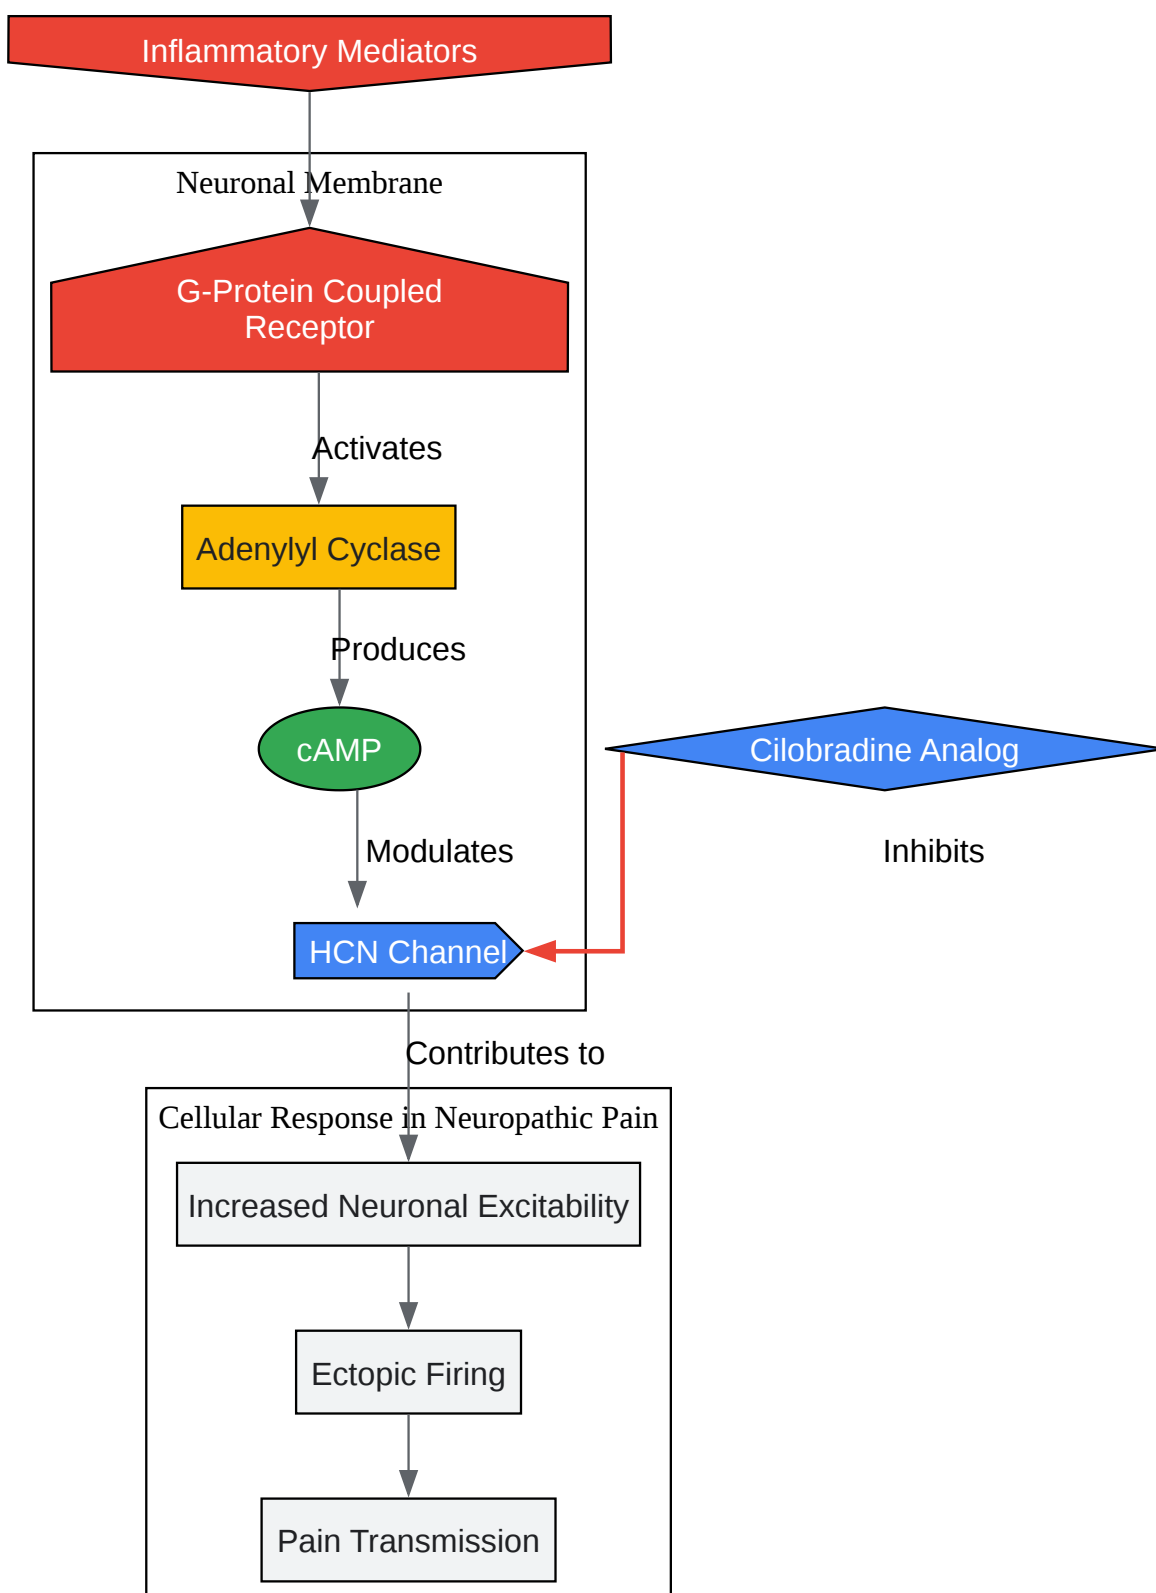 Inflammatory Mediators
Neuronal Membrane
G-Protein Coupled
Receptor
Activates
Adenylyl Cyclase
Produces
cAMP
Cilobradine Analog
Modulates
Inhibits
HCN Channel
Contributes to
Cellular Response in Neuropathic Pain
Increased Neuronal Excitability
Ectopic Firing
Pain Transmission